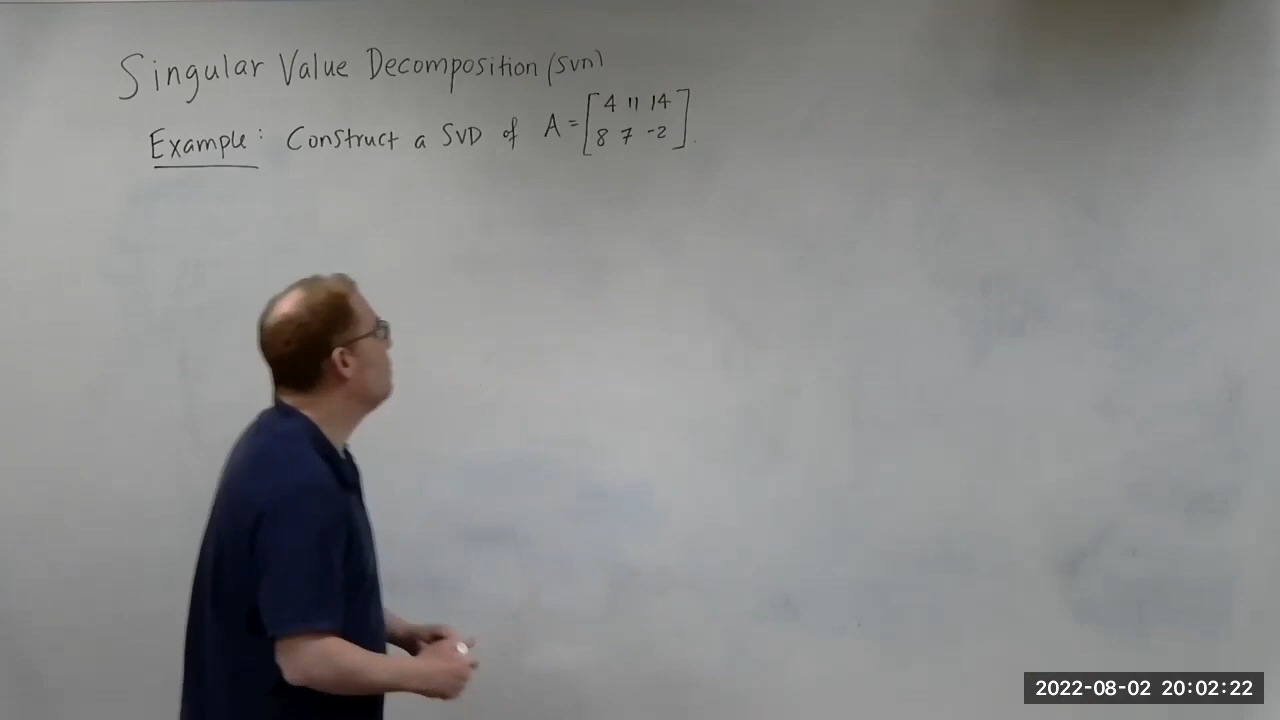 Singular Value Decomposition (SVD)
Example: Construct a SVD of A = [4 11 14
8 7 -2].
2022-08-02 20:02:22